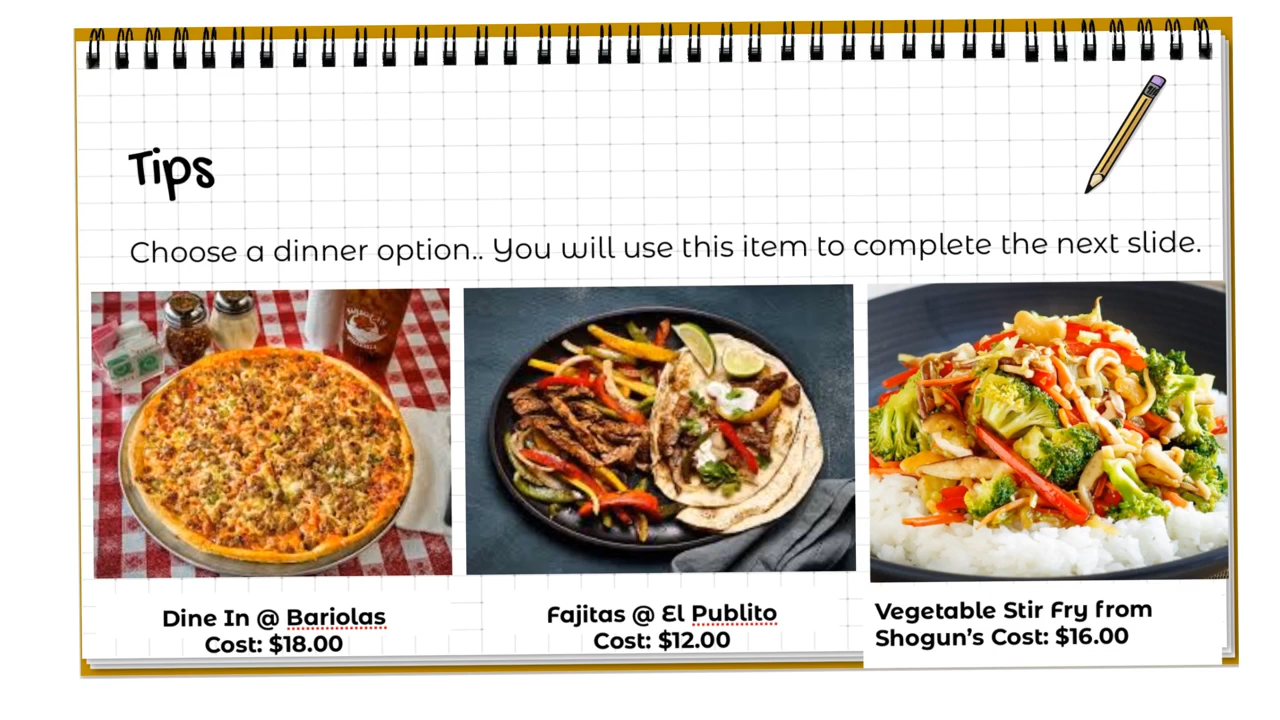 Tips
Choose a dinner option.. You will use this item to complete the next slide.
Dine In @ Bariolas
Cost: $18.00
Fajitas @ El Publito
Cost: $12.00
Vegetable Stir Fry from
Shogun's Cost: $16.00